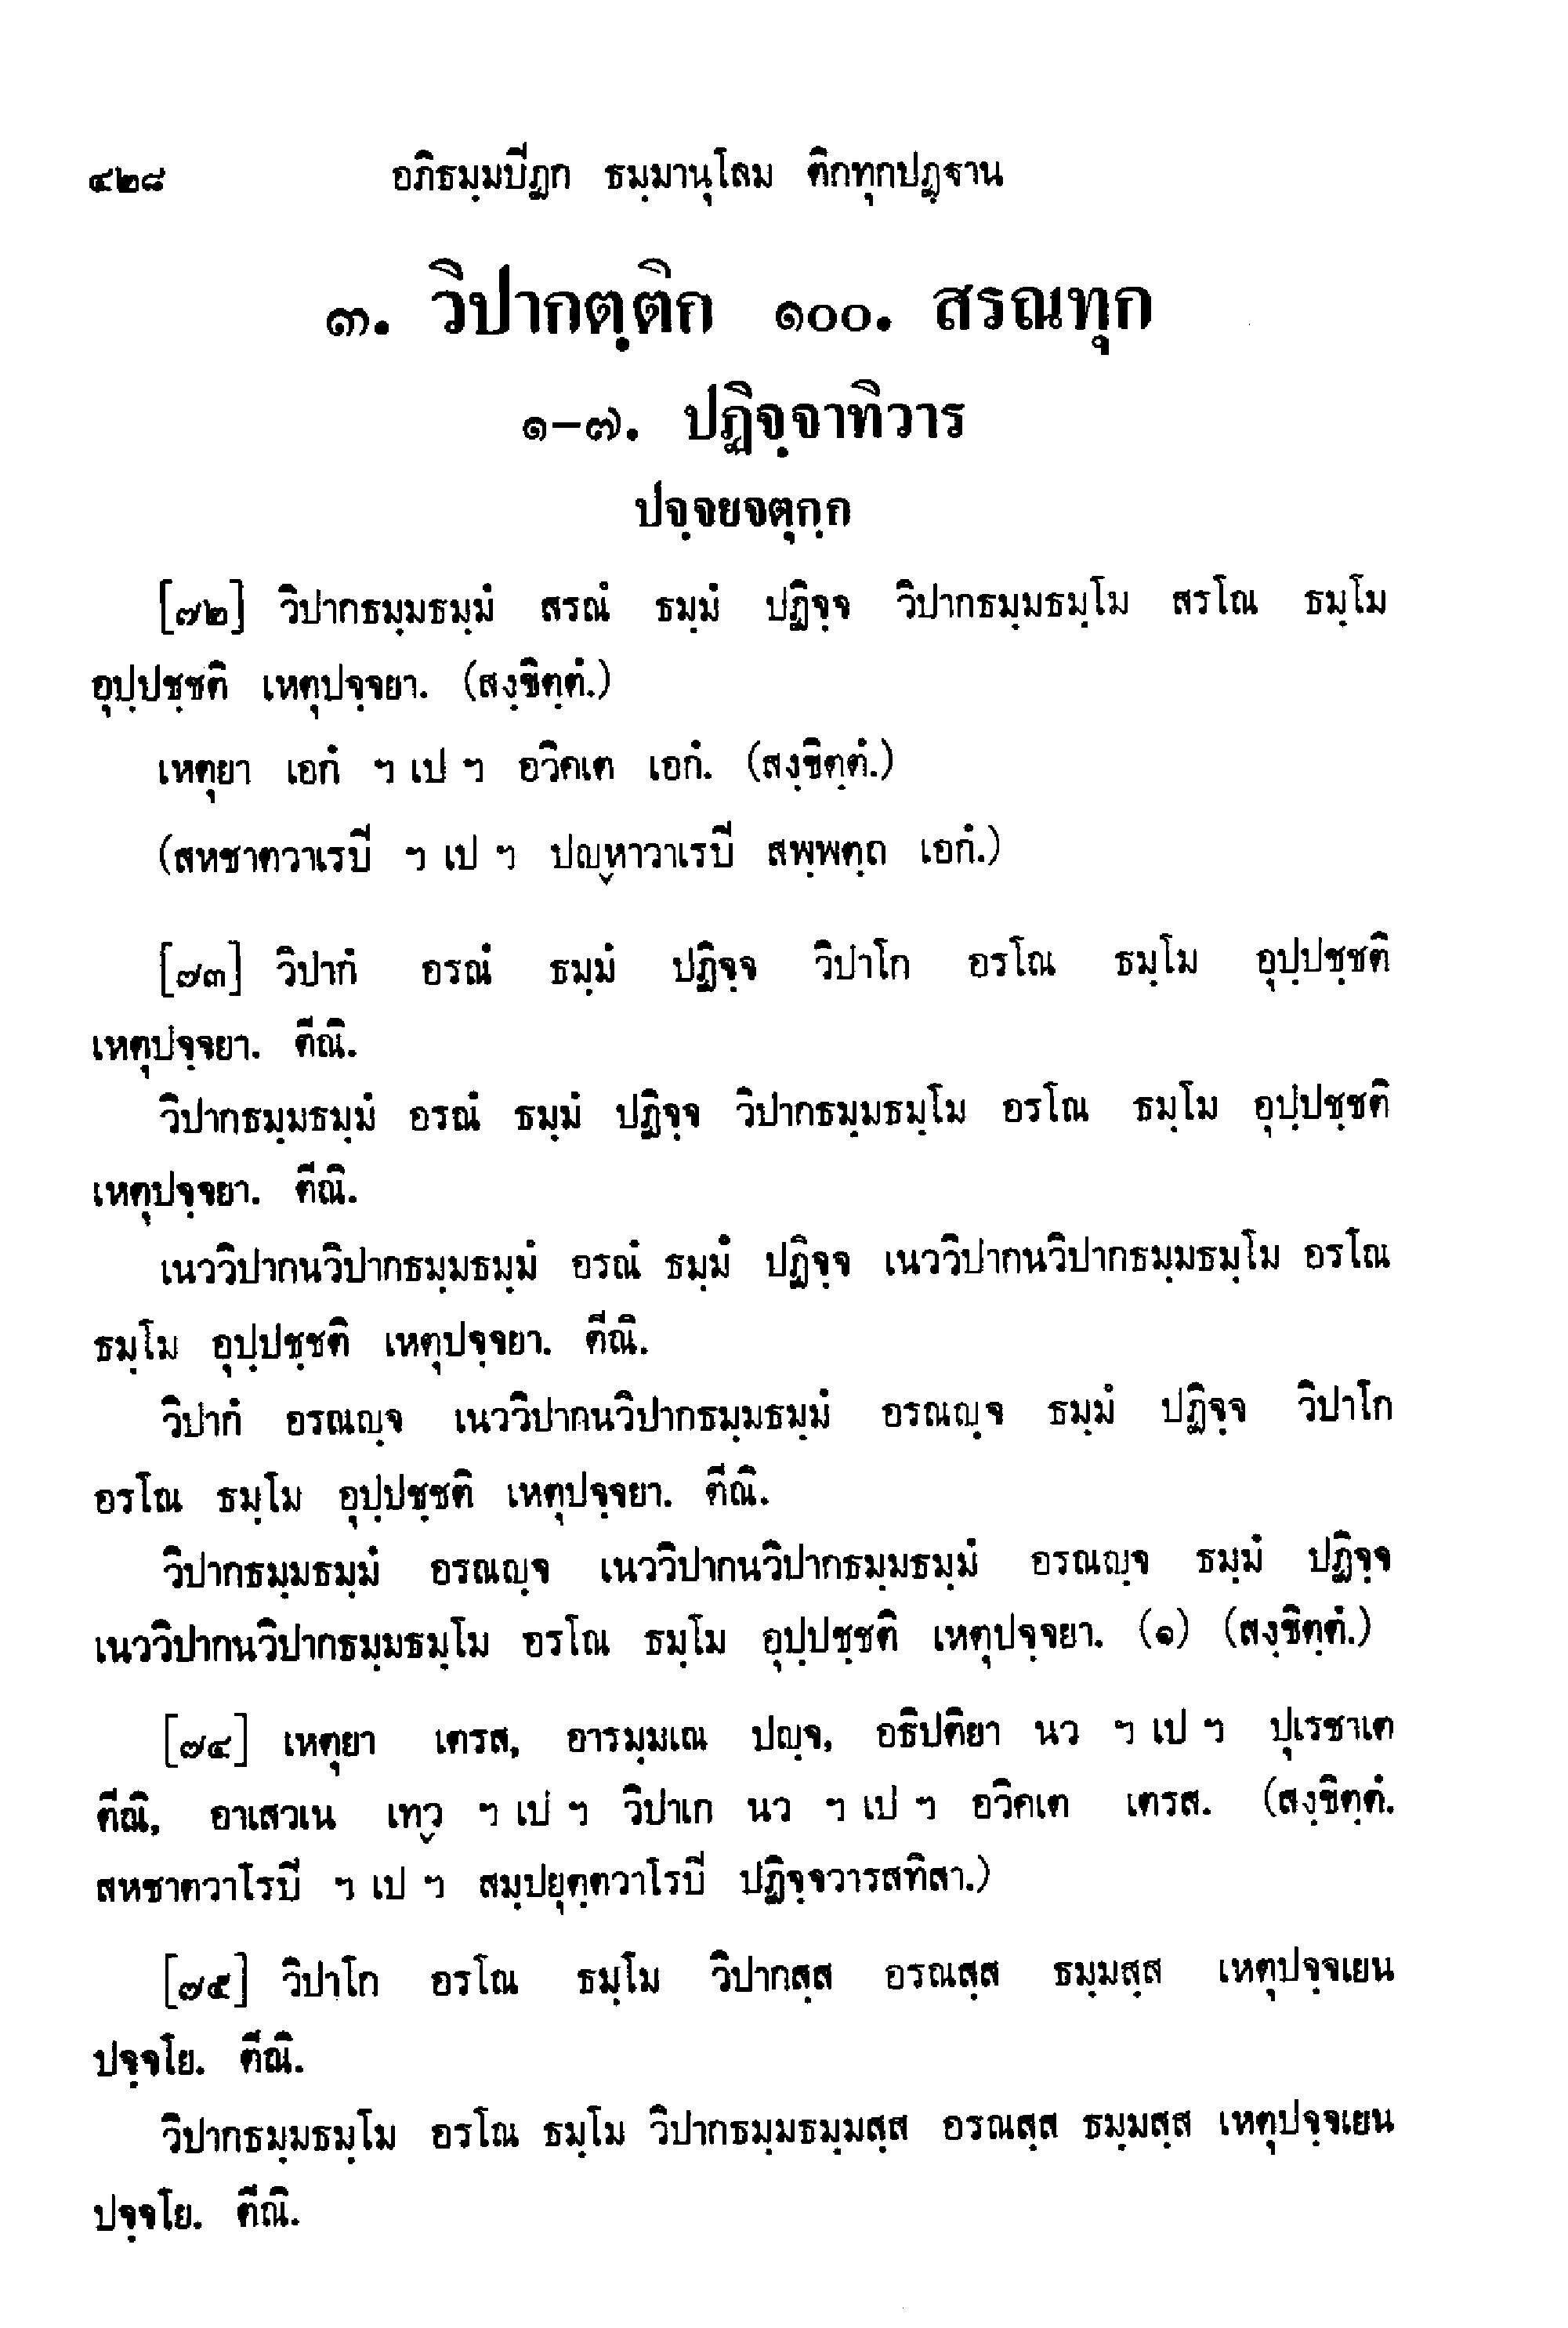 ๔๒๘ อภิธมฺมปีฏก ธมฺมานุโลม ติกทุกปฏฺฐาน
๓. วิปากตฺติก ๑๐๐. สรณทุก
๑–๗. ปฏิจฺจาทิวาร
ปจฺจยจตุกฺก
[๗๒] วิปากธมฺมธมฺมํ สรณํ ธมฺมํ ปฏิจฺจ วิปากธมฺมธมฺโม สรโณ ธมฺโม
อุปฺปชฺชติ เหตุปจฺจยา. (สงฺขิตฺตํ.)
เหตุยา เอกํ ฯ เป ฯ อวิคเต เอกํ. (สงฺขิตฺตํ.)
(สหชาตวาเรปี ฯ เป ฯ ปญฺหาวาเรปี สพฺพตฺถ เอกํ.)
[๗๓] วิปากํ อรณํ ธมฺมํ ปฏิจฺจ วิปาโก อรโณ ธมฺโม อุปฺปชฺชติ
เหตุปจฺจยา. ตีณิ.
วิปากธมฺมธมฺมํ อรณํ ธมฺมํ ปฏิจฺจ วิปากธมฺมธมฺโม อรโณ ธมฺโม อุปฺปชฺชติ
เหตุปจฺจยา. ตีณิ.
เนววิปากนวิปากธมฺมธมฺมํ อรณํ ธมฺมํ ปฏิจฺจ เนววิปากนวิปากธมฺมธมฺโม อรโณ
ธมฺโม อุปฺปชฺชติ เหตุปจฺจยา. ตีณิ.
วิปากํ อรณญฺจ เนววิปากนวิปากธมฺมธมฺมํ อรณญฺจ ธมฺมํ ปฏิจฺจ วิปาโก
อรโณ ธมฺโม อุปฺปชฺชติ เหตุปจฺจยา. ตีณิ.
วิปากธมฺมธมฺมํ อรณญฺจ เนววิปากนวิปากธมฺมธมฺมํ อรณญฺจ ธมฺมํ ปฏิจฺจ
เนววิปากนวิปากธมฺมธมฺโม อรโณ ธมฺโม อุปฺปชฺชติ เหตุปจฺจยา. (๑) (สงฺขิตฺตํ.)
[๗๔] เหตุยา เตรส, อารมฺมเณ ปญฺจ, อธิปติยา นว ฯ เป ฯ ปุเรชาเต
ตีณิ, อาเสวเน เทฺว ฯ เป ฯ วิปาเก นว ฯ เป ฯ อวิคเต เตรส. (สงฺขิตฺตํ.
สหชาตวาโรปี ฯ เป ฯ สมฺปยุตฺตวาโรปี ปฏิจฺจวารสทิสา.)
[๗๕] วิปาโก อรโณ ธมฺโม วิปากสฺส อรณสฺส ธมฺมสฺส เหตุปจฺจเยน
ปจฺจโย. ตีณิ.
วิปากธมฺมธมฺโม อรโณ ธมฺโม วิปากธมฺมธมฺมสฺส อรณสฺส ธมฺมสฺส เหตุปจฺจเยน
ปจฺจโย. ตีณิ.